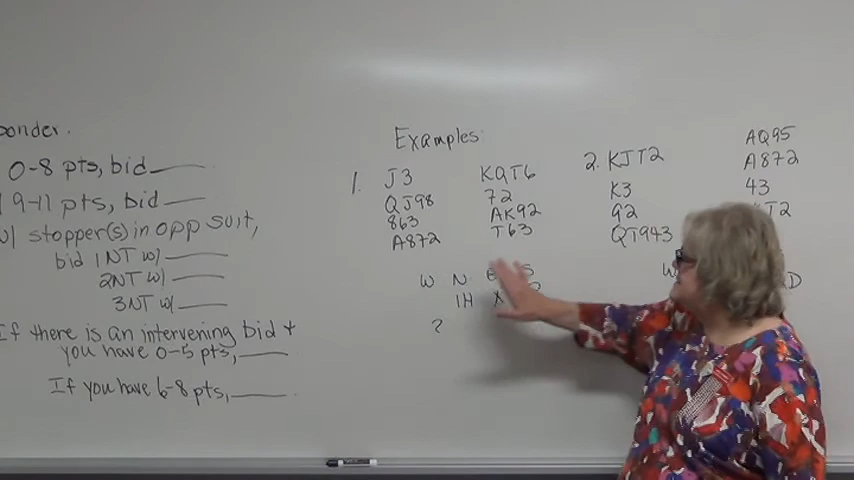 ponder.
0-8 pts, bid
9-11 pts, bid
w/ stopper(s) in opp suit,
bid 1NT w/
2NT w/
3NT w/
If there is an intervening bid +
you have 0-5 pts,
If you have 6-8 pts,
Examples:
1. J3 KQT6
QJ98 72
863 AK92
A872 T63
W N E S
1H X
?
2. KJT2 AQ95
K3 A872
92 43
QT943 T2
W
D